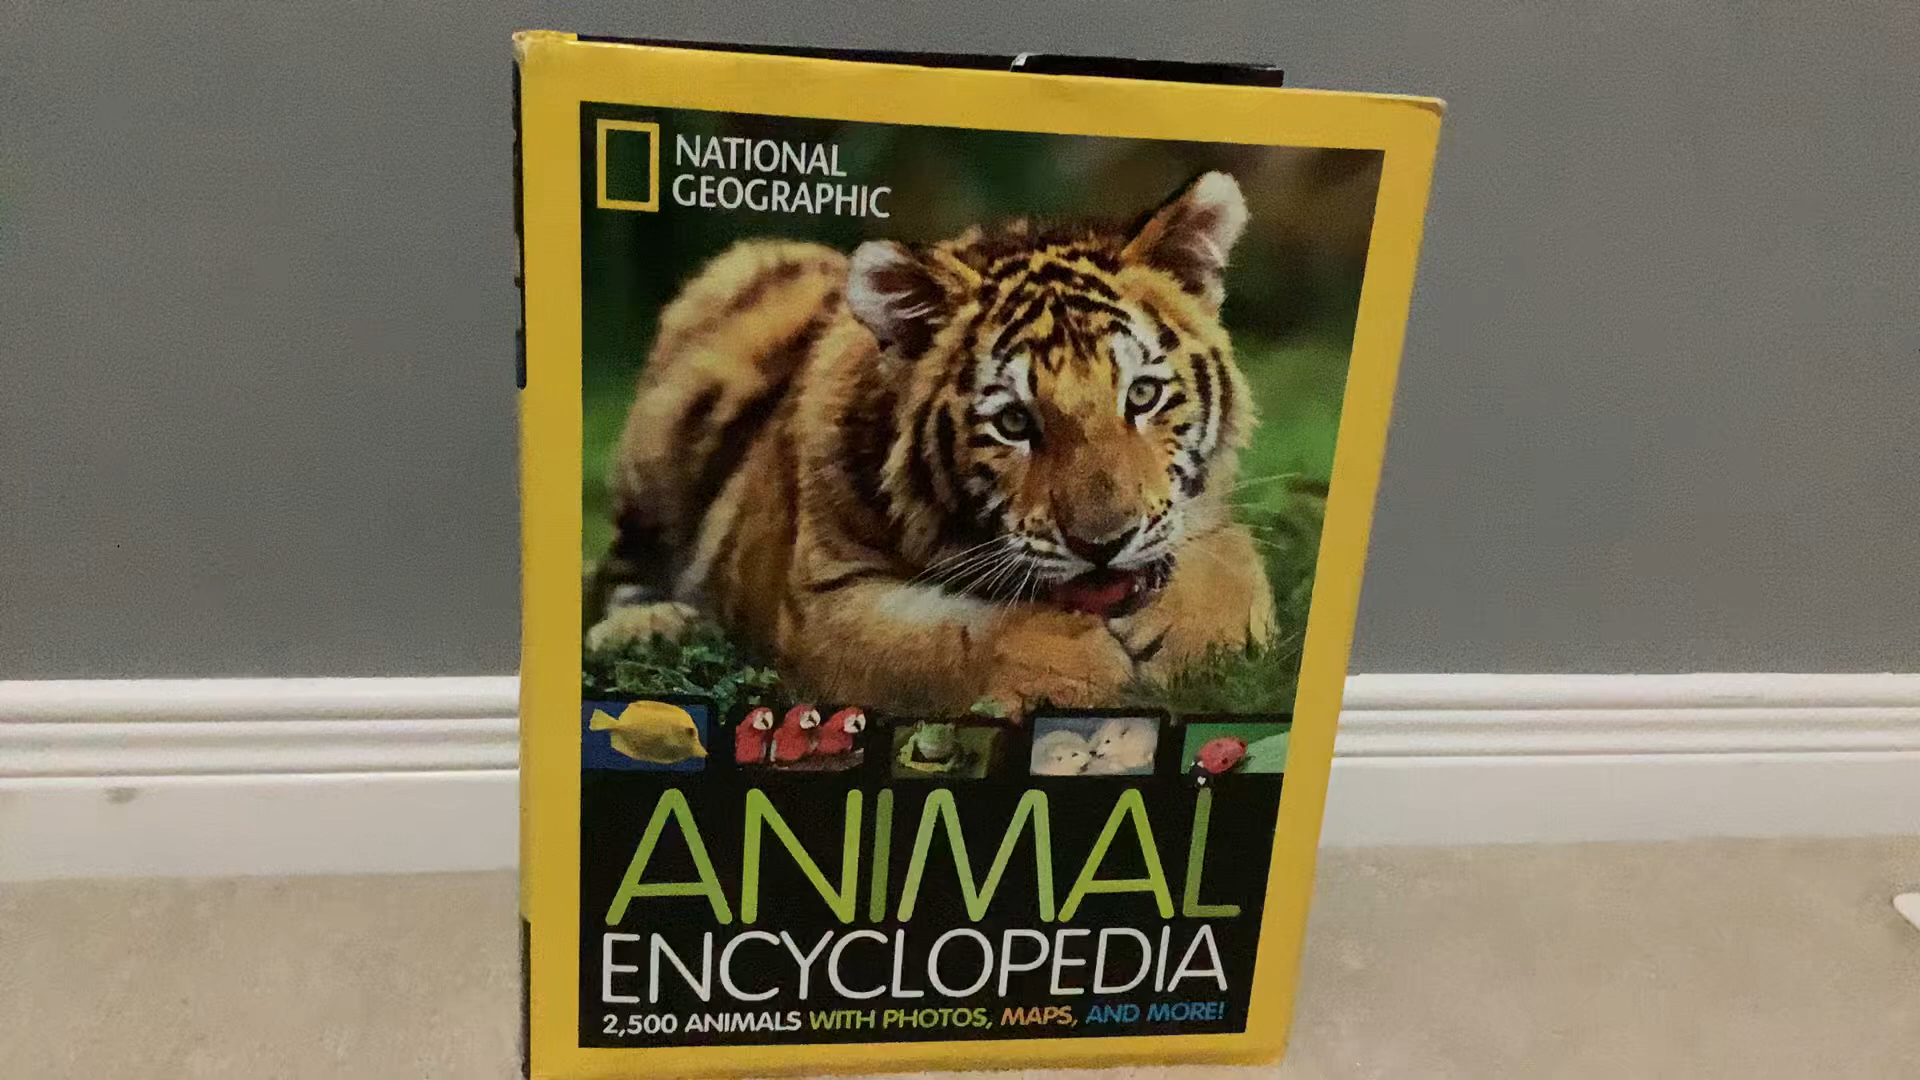 NATIONAL
GEOGRAPHIC
ANIMAL
ENCYCLOPEDIA
2,500 ANIMALS WITH PHOTOS, MAPS, AND MORE!